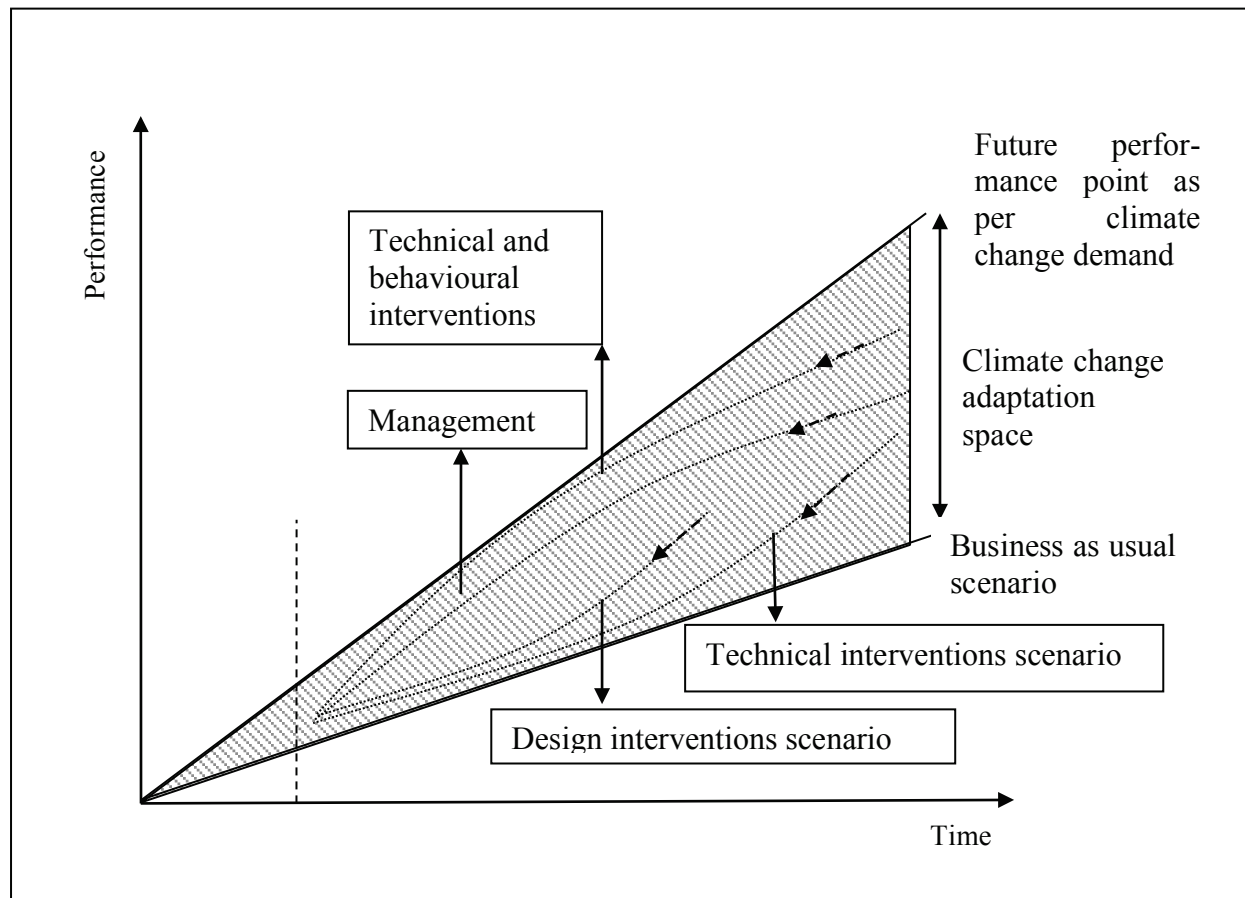 Performance
Future perfor-
mance point as
per climate
change demand
Technical and
behavioural
interventions
Management
Climate change
adaptation
space
Business as usual
scenario
Technical interventions scenario
Design interventions scenario
Time